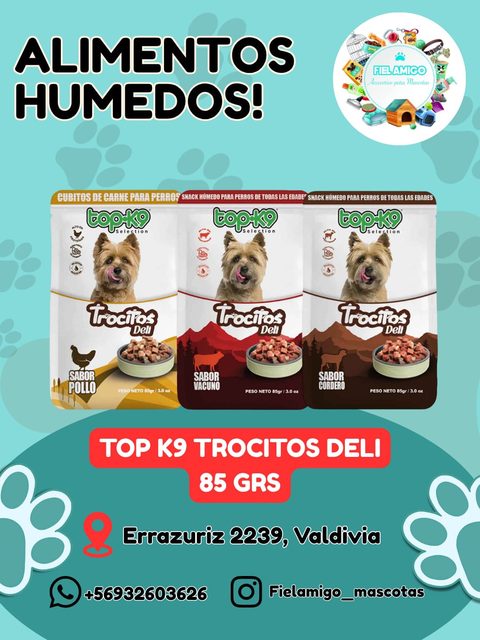 ALIMENTOS
HUMEDOS!
FIEL AMIGO
Accesorios para Mascotas
CUBITOS DE CARNE PARA PERROS
top-K9
Selection
Trocitos
Deli
SABOR
POLLO
PESO NETO 85gr / 3.0 oz
SNACK HÚMEDO PARA PERROS DE TODAS LAS EDADES
top-K9
Selection
Trocitos
Deli
SABOR
VACUNO
PESO NETO 85gr / 3.0 oz
SNACK HÚMEDO PARA PERROS DE TODAS LAS EDADES
top-K9
Selection
Trocitos
Deli
SABOR
CORDERO
PESO NETO 85gr / 3.0 oz
TOP K9 TROCITOS DELI
85 GRS
Errazuriz 2239, Valdivia
+56932603626
Fielamigo_mascotas